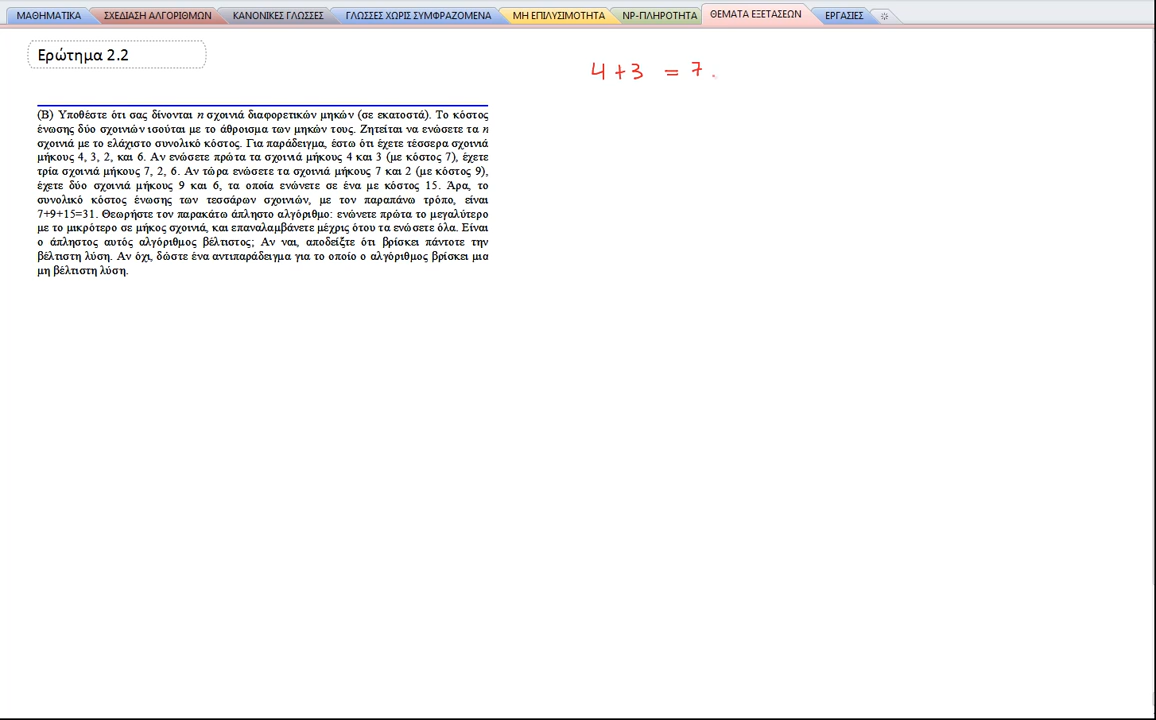 ΜΑΘΗΜΑΤΙΚΑ ΣΧΕΔΙΑΣΗ ΑΛΓΟΡΙΘΜΩΝ ΚΑΝΟΝΙΚΕΣ ΓΛΩΣΣΕΣ ΓΛΩΣΣΕΣ ΧΩΡΙΣ ΣΥΜΦΡΑΖΟΜΕΝΑ ΜΗ ΕΠΙΛΥΣΙΜΟΤΗΤΑ NP-ΠΛΗΡΟΤΗΤΑ ΘΕΜΑΤΑ ΕΞΕΤΑΣΕΩΝ ΕΡΓΑΣΙΕΣ
Ερώτημα 2.2
4+3 = 7.
(Β) Υποθέστε ότι σας δίνονται n σχοινιά διαφορετικών μηκών (σε εκατοστά). Το κόστος
ένωσης δύο σχοινιών ισούται με το άθροισμα των μηκών τους. Ζητείται να ενώσετε τα n
σχοινιά με το ελάχιστο συνολικό κόστος. Για παράδειγμα, έστω ότι έχετε τέσσερα σχοινιά
μήκους 4, 3, 2, και 6. Αν ενώσετε πρώτα τα σχοινιά μήκους 4 και 3 (με κόστος 7), έχετε
τρία σχοινιά μήκους 7, 2, 6. Αν τώρα ενώσετε τα σχοινιά μήκους 7 και 2 (με κόστος 9),
έχετε δύο σχοινιά μήκους 9 και 6, τα οποία ενώνετε σε ένα με κόστος 15. Άρα, το
συνολικό κόστος ένωσης των τεσσάρων σχοινιών, με τον παραπάνω τρόπο, είναι
7+9+15=31. Θεωρήστε τον παρακάτω άπληστο αλγόριθμο: ενώνετε πρώτα το μεγαλύτερο
με το μικρότερο σε μήκος σχοινιά, και επαναλαμβάνετε μέχρις ότου τα ενώσετε όλα. Είναι
ο άπληστος αυτός αλγόριθμος βέλτιστος; Αν ναι, αποδείξτε ότι βρίσκει πάντοτε την
βέλτιστη λύση. Αν όχι, δώστε ένα αντιπαράδειγμα για το οποίο ο αλγόριθμος βρίσκει μια
μη βέλτιστη λύση.